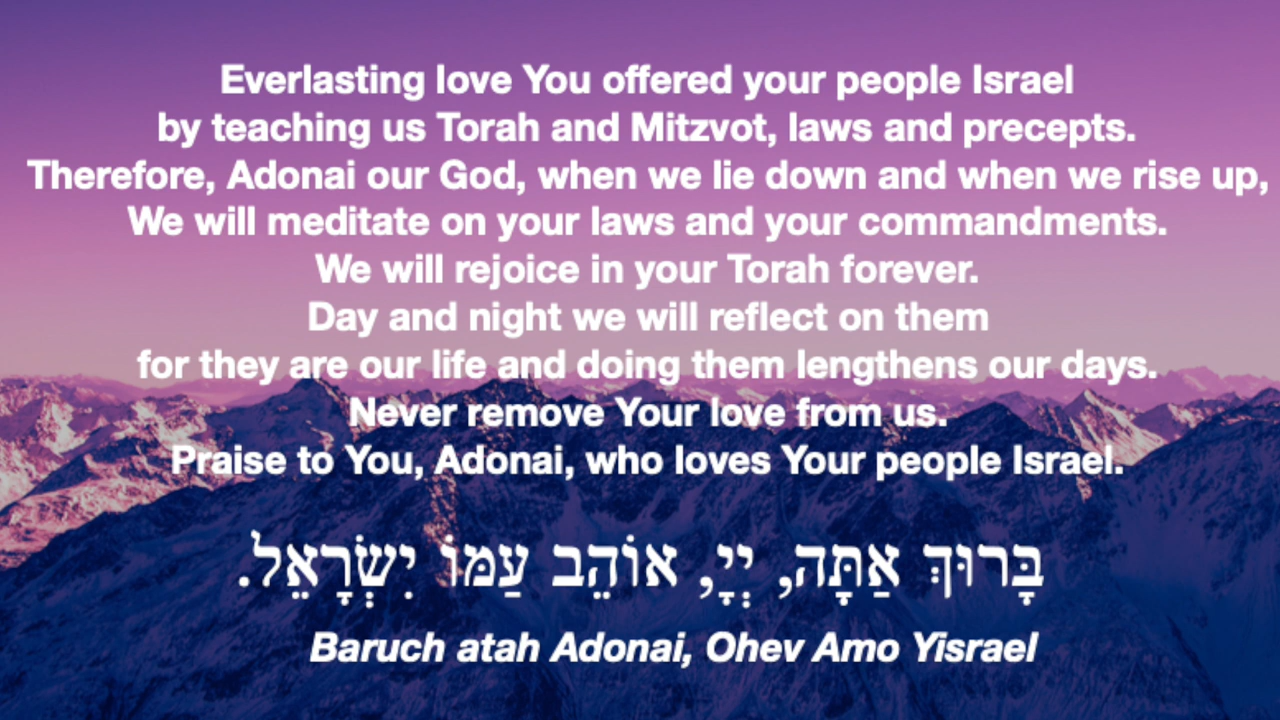 Everlasting love You offered your people Israel
by teaching us Torah and Mitzvot, laws and precepts.
Therefore, Adonai our God, when we lie down and when we rise up,
We will meditate on your laws and your commandments.
We will rejoice in your Torah forever.
Day and night we will reflect on them
for they are our life and doing them lengthens our days.
Never remove Your love from us.
Praise to You, Adonai, who loves Your people Israel.
בָּרוּךְ אַתָּה, יְיָ, אוֹהֵב עַמּוֹ יִשְׂרָאֵל.
Baruch atah Adonai, Ohev Amo Yisrael